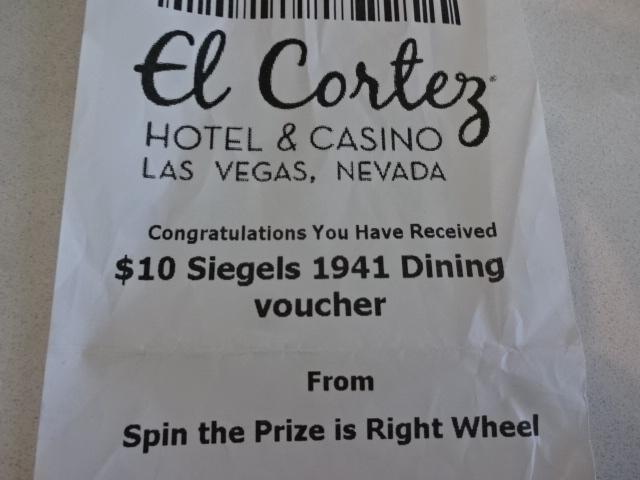 El Cortez®
HOTEL & CASINO
LAS VEGAS, NEVADA
Congratulations You Have Received
$10 Siegels 1941 Dining
voucher
From
Spin the Prize is Right Wheel